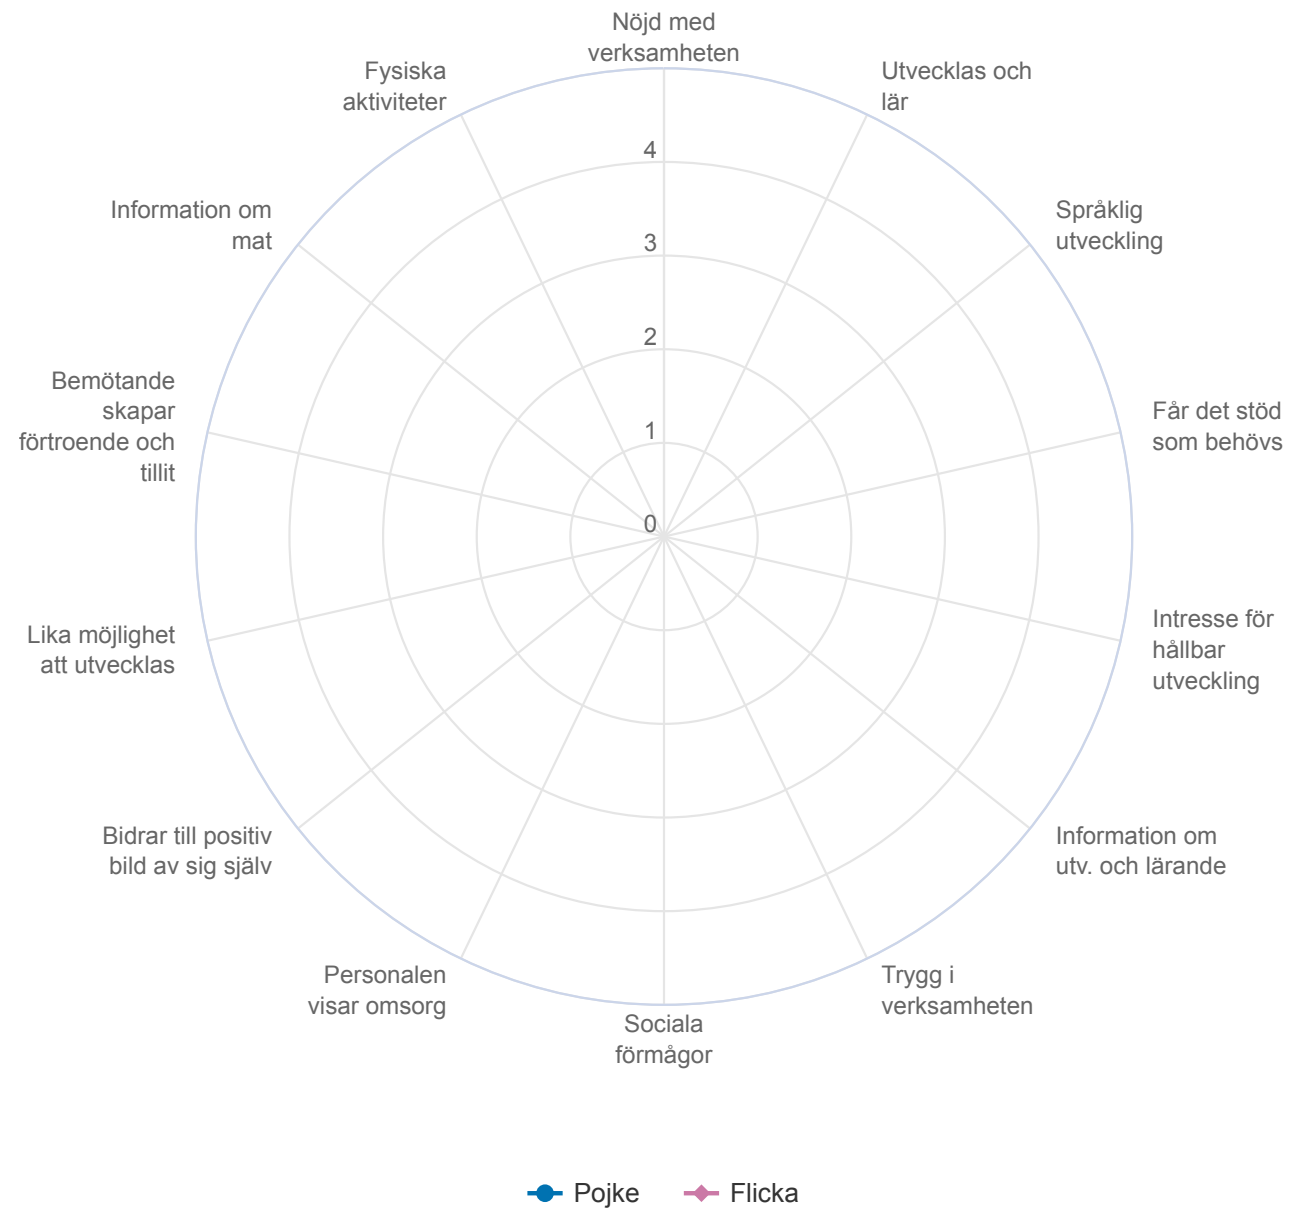 Nöjd med
verksamheten
Utvecklas och
lär
Språklig
utveckling
Får det stöd
som behövs
Intresse för
hållbar
utveckling
Information om
utv. och lärande
Trygg i
verksamheten
Sociala
förmågor
Personalen
visar omsorg
Bidrar till positiv
bild av sig själv
Lika möjlighet
att utvecklas
Bemötande
skapar
förtroende och
tillit
Information om
mat
Fysiska
aktiviteter
4
3
2
1
0
Pojke
Flicka